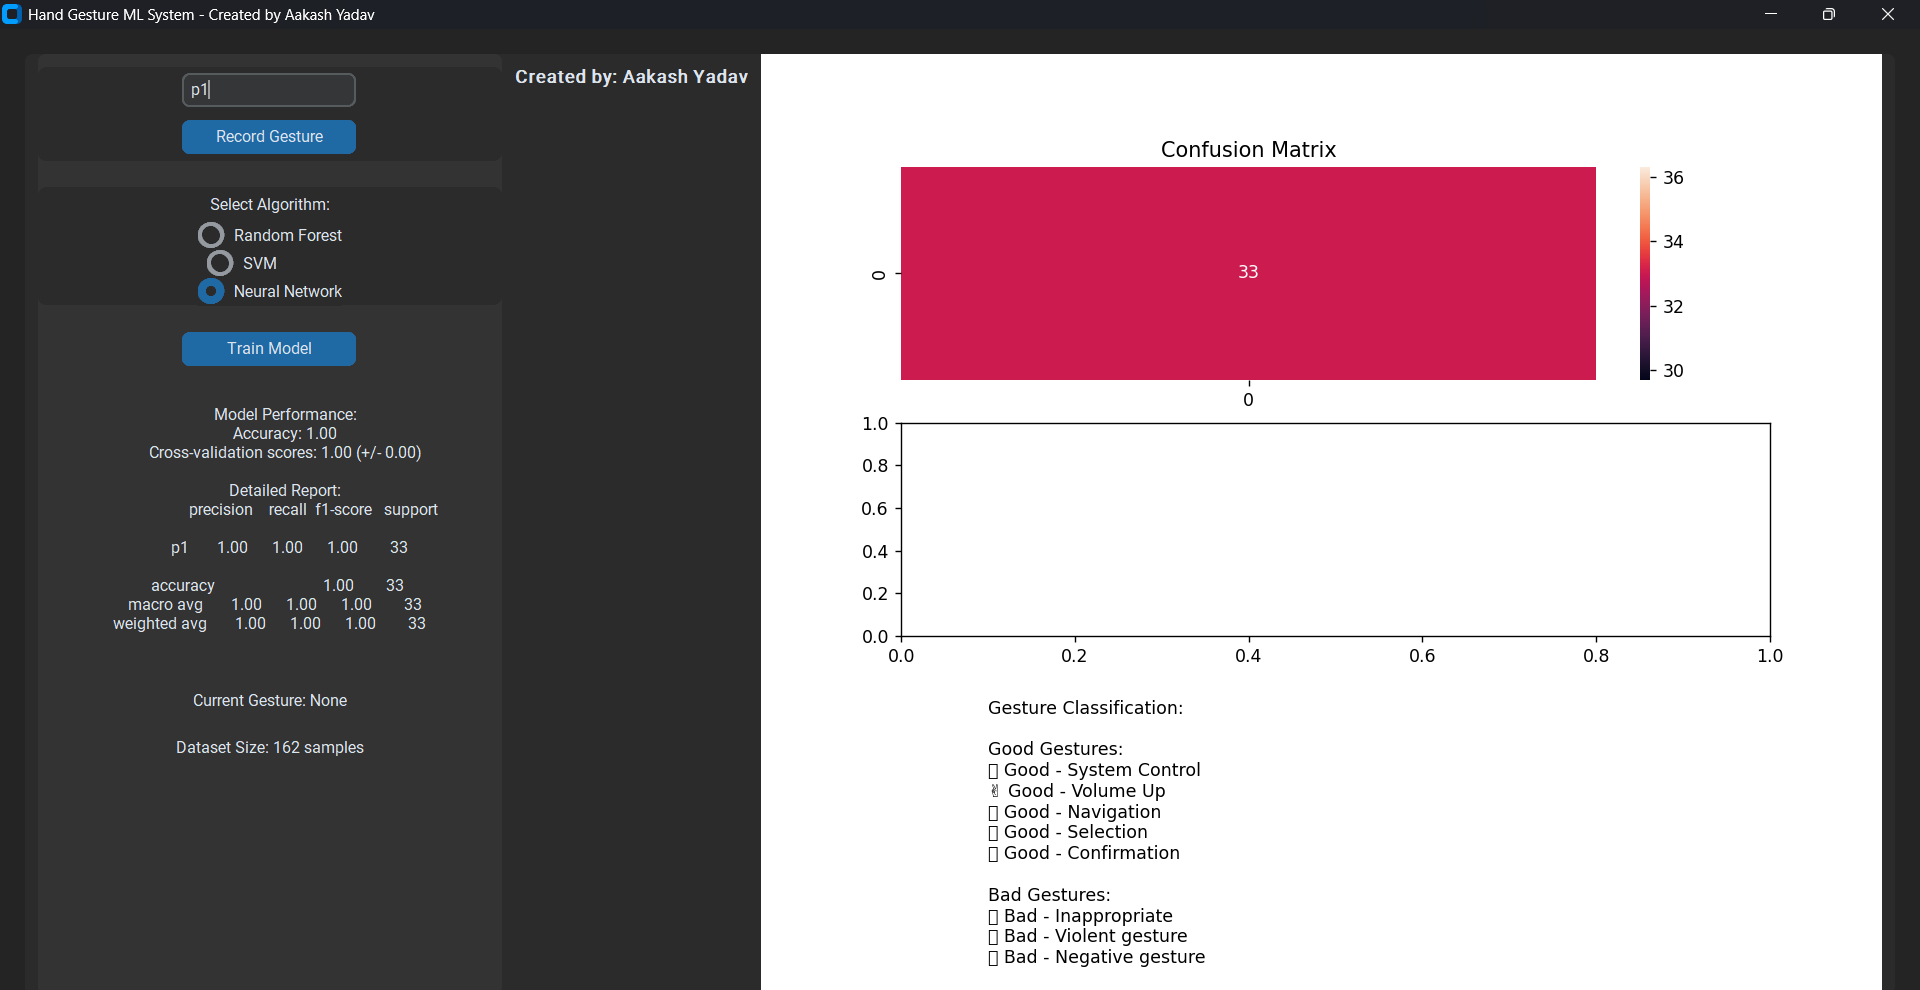 Hand Gesture ML System - Created by Aakash Yadav
p1
Record Gesture
Select Algorithm:
Random Forest
SVM
Neural Network
Train Model
Model Performance:
Accuracy: 1.00
Cross-validation scores: 1.00 (+/- 0.00)
Detailed Report:
precision recall f1-score support
p1 1.00 1.00 1.00 33
accuracy 1.00 33
macro avg 1.00 1.00 1.00 33
weighted avg 1.00 1.00 1.00 33
Current Gesture: None
Dataset Size: 162 samples
Created by: Aakash Yadav
Confusion Matrix
33
0
0
36
34
32
30
1.0
0.8
0.6
0.4
0.2
0.0
0.0 0.2 0.4 0.6 0.8 1.0
Gesture Classification:
Good Gestures:
▯ Good - System Control
✌ Good - Volume Up
▯ Good - Navigation
▯ Good - Selection
▯ Good - Confirmation
Bad Gestures:
▯ Bad - Inappropriate
▯ Bad - Violent gesture
▯ Bad - Negative gesture